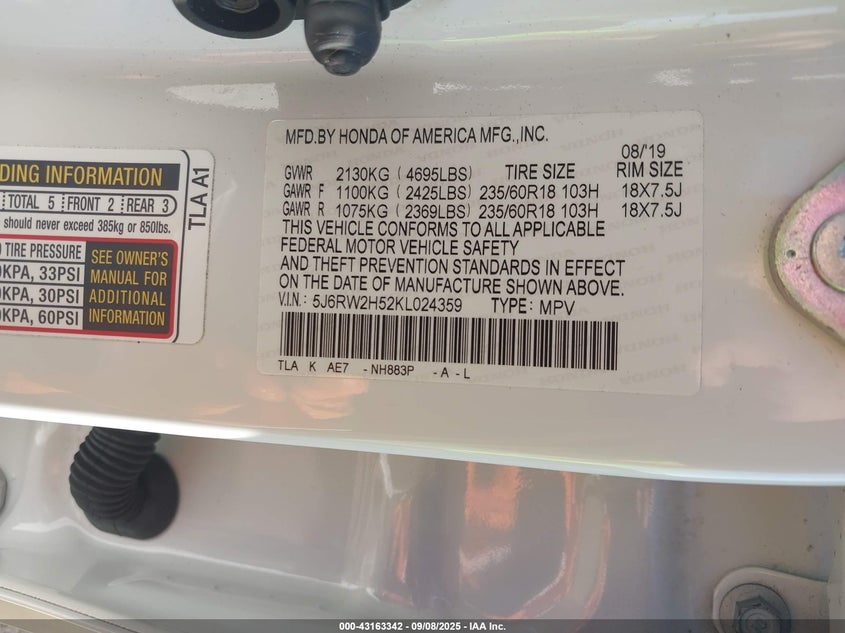 DING INFORMATION
TOTAL 5 FRONT 2 REAR 3
should never exceed 385kg or 850lbs.
TIRE PRESSURE
KPA, 33PSI
KPA, 30PSI
KPA, 60PSI
SEE OWNER'S
MANUAL FOR
ADDITIONAL
INFORMATION
TLA A1
MFD.BY HONDA OF AMERICA MFG.,INC.
08/'19
GVWR 2130KG (4695LBS) TIRE SIZE RIM SIZE
GAWR F 1100KG (2425LBS) 235/60R18 103H 18X7.5J
GAWR R 1075KG (2369LBS) 235/60R18 103H 18X7.5J
THIS VEHICLE CONFORMS TO ALL APPLICABLE
FEDERAL MOTOR VEHICLE SAFETY
AND THEFT PREVENTION STANDARDS IN EFFECT
ON THE DATE OF MANUFACTURE SHOWN ABOVE.
V.I.N.: 5J6RW2H52KL024359 TYPE: MPV
TLA K AE7 -NH883P -A-L
000-43163342 - 09/08/2025 - IAA Inc.